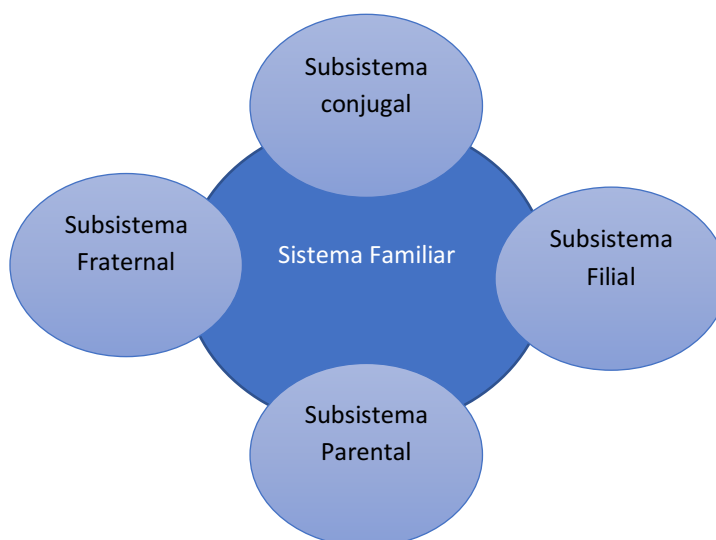 Subsistema
conjugal
Subsistema
Fraternal
Sistema Familiar
Subsistema
Filial
Subsistema
Parental